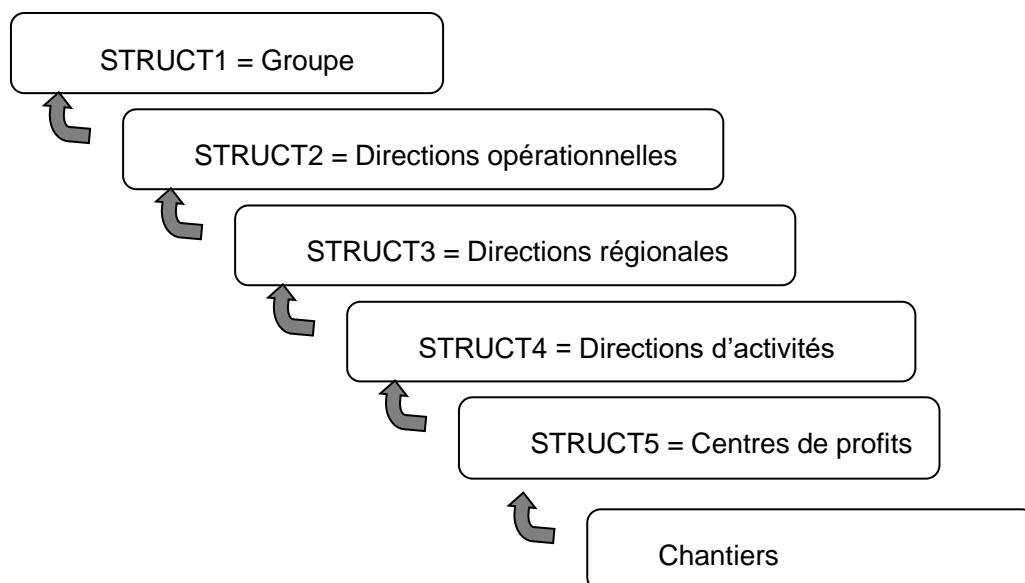 STRUCT1 = Groupe
STRUCT2 = Directions opérationnelles
STRUCT3 = Directions régionales
STRUCT4 = Directions d’activités
STRUCT5 = Centres de profits
Chantiers